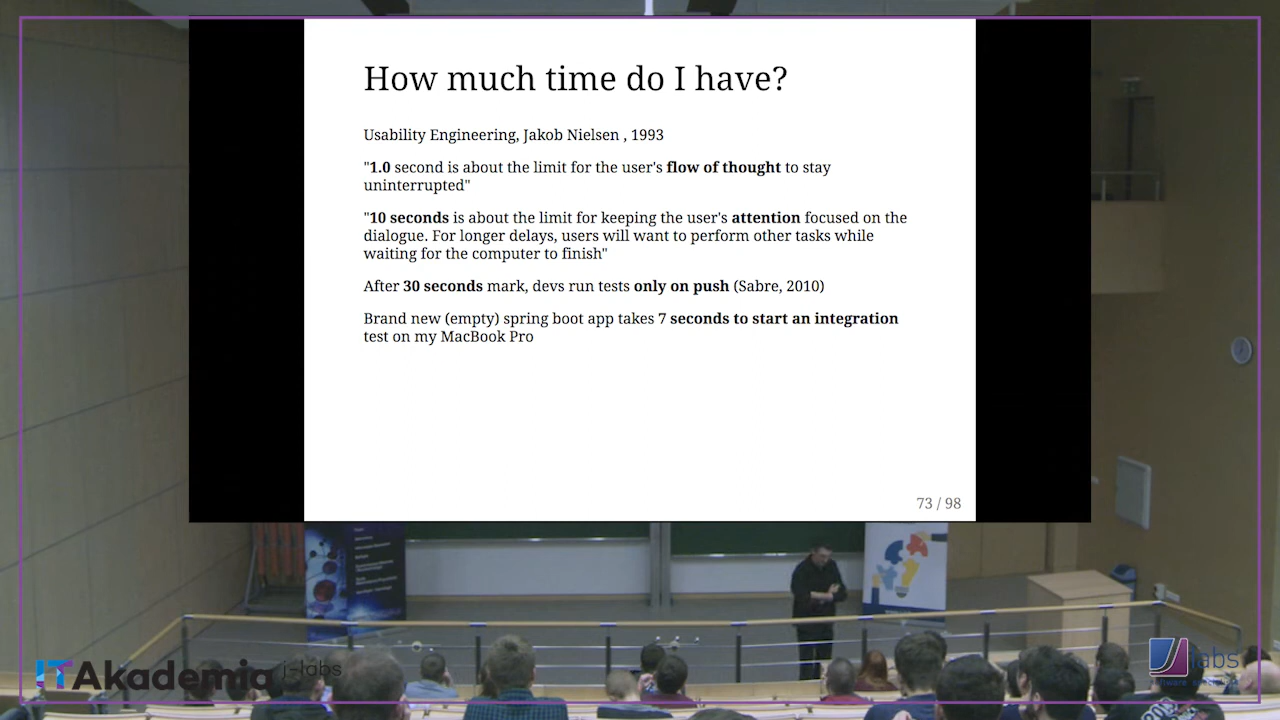 How much time do I have?
Usability Engineering, Jakob Nielsen , 1993
"1.0 second is about the limit for the user's flow of thought to stay
uninterrupted"
"10 seconds is about the limit for keeping the user's attention focused on the
dialogue. For longer delays, users will want to perform other tasks while
waiting for the computer to finish"
After 30 seconds mark, devs run tests only on push (Sabre, 2010)
Brand new (empty) spring boot app takes 7 seconds to start an integration
test on my MacBook Pro
73 / 98
ITAkademia j-labs
labs